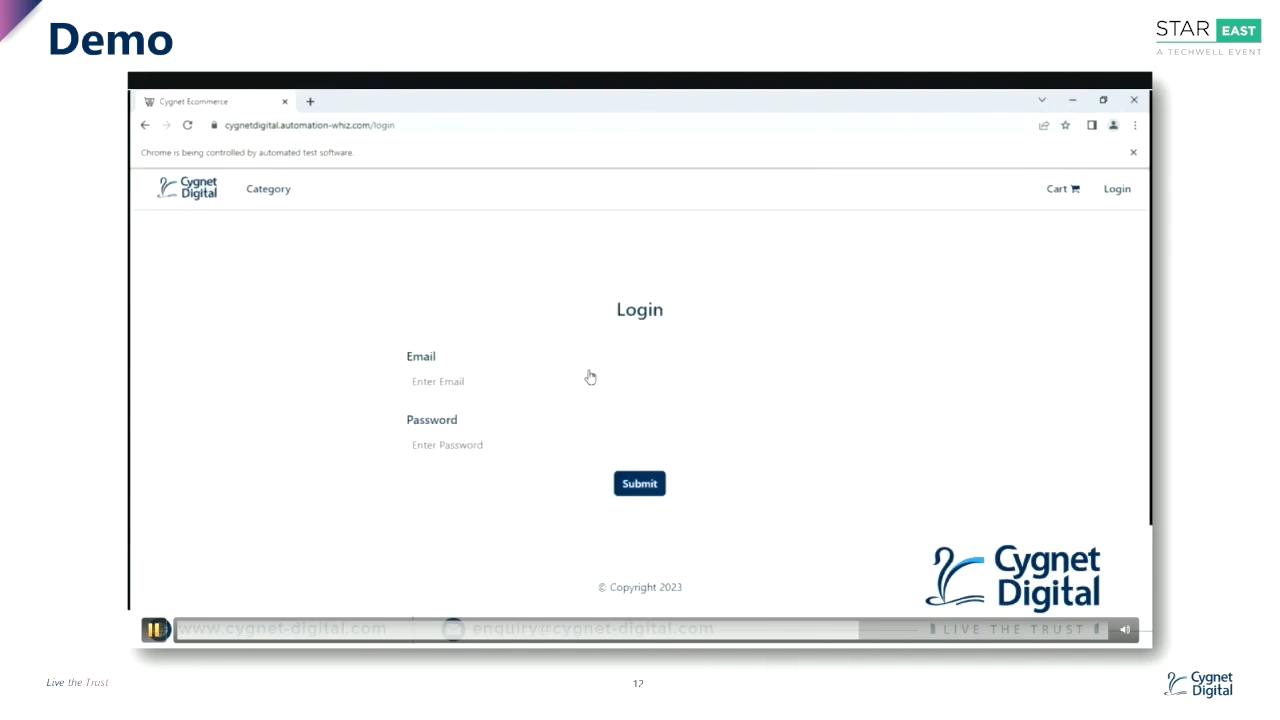 Demo
STAR EAST
A TECHWELL EVENT
Cygnet Ecommerce
cygnetdigital.automation-whiz.com/login
Chrome is being controlled by automated test software.
Cygnet
Digital
Category
Cart
Login
Login
Email
Enter Email
Password
Enter Password
Submit
Cygnet
Digital
© Copyright 2023
www.cygnet-digital.com
enquiry@cygnet-digital.com
LIVE THE TRUST
Live the Trust
12
Cygnet
Digital